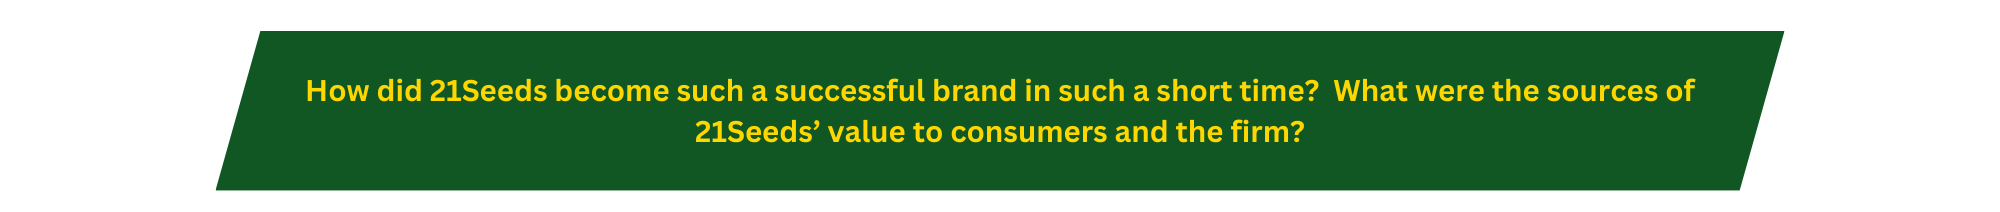 How did 21Seeds become such a successful brand in such a short time?  What were the sources of
21Seeds’ value to consumers and the firm?